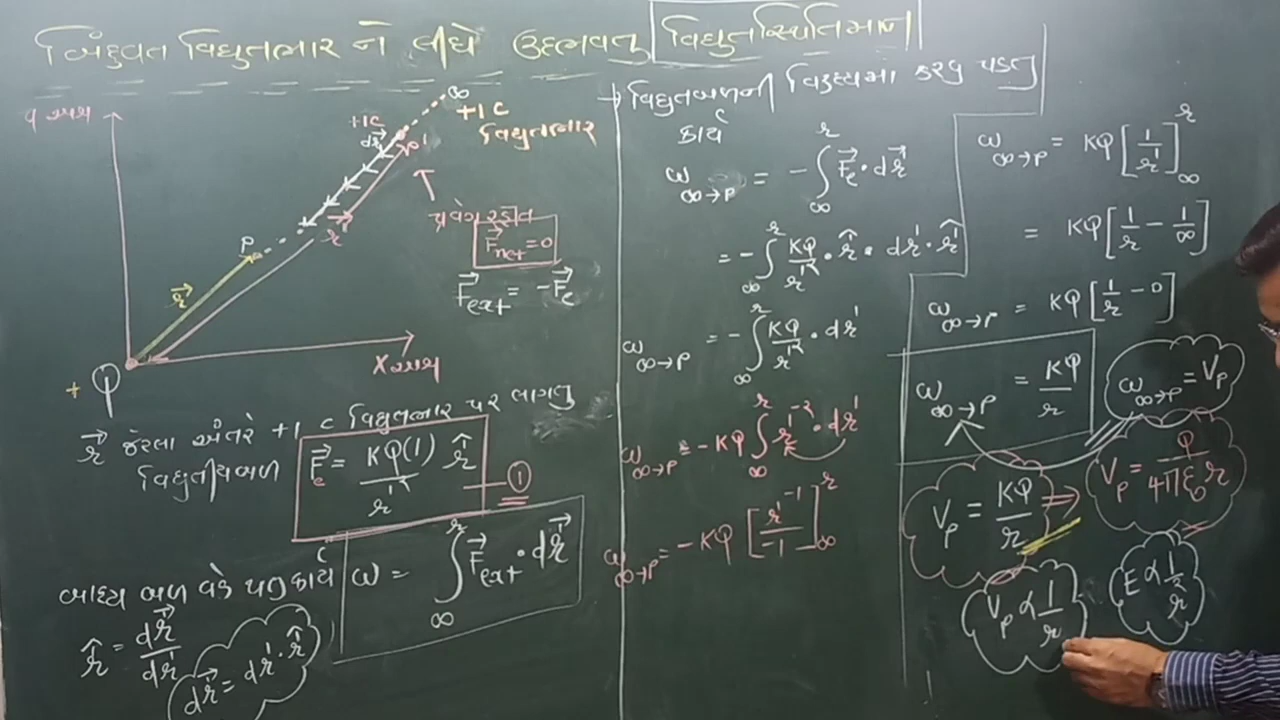 બિંદુવત વિદ્યુતભાર ને લીધે ઉદ્ભવતુ વિદ્યુતસ્થિતિમાન
y અક્ષ
∞
+1C
વિદ્યુતભાર
+1C
dr⃗'
P'
r⃗'
P
r⃗
+ Q
X અક્ષ
પ્રવેગ રહીત
F⃗net = 0
F⃗ext = -F⃗e
r⃗' જેટલા અંતરે +1 C વિદ્યુતભાર પર લાગતુ
વિદ્યુતીયબળ F⃗e = KQ(1)/r'² r̂' — ①
બાહ્ય બળ વડે થતુ કાર્ય W = ∫∞^r F⃗ext · dr⃗'
r̂' = dr⃗'/dr'
dr⃗' = dr' · r̂'
→ વિદ્યુતબળની વિરુદ્ધમાં કરવુ પડતુ
કાર્ય
W∞→P = -∫∞^r F⃗e · dr⃗'
= -∫∞^r KQ/r'² · r̂' · dr' · r̂'
W∞→P = -∫∞^r KQ/r'² · dr'
W∞→P = -KQ ∫∞^r r'⁻² · dr'
W∞→P = -KQ [r'⁻¹/-1]∞^r
W∞→P = KQ [1/r']∞^r
= KQ [1/r - 1/∞]
W∞→P = KQ [1/r - 0]
W∞→P = KQ/r
W∞→P = VP
VP = KQ/r ⇒ VP = Q/4πε₀r
VP ∝ 1/r
E ∝ 1/r²